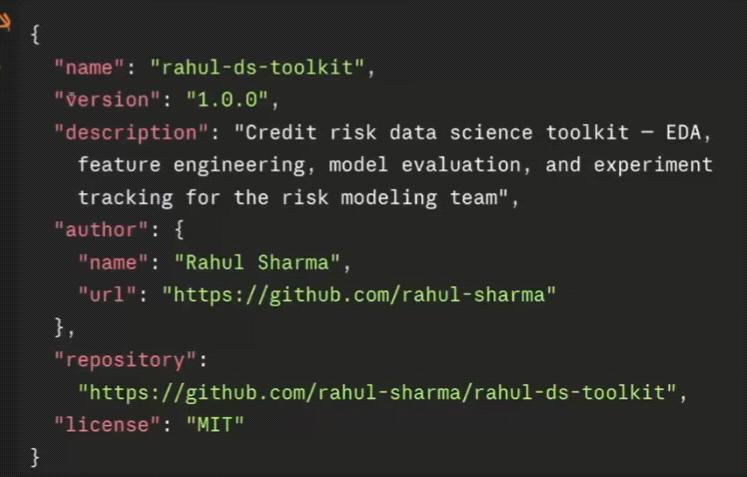 {
"name": "rahul-ds-toolkit",
"version": "1.0.0",
"description": "Credit risk data science toolkit — EDA,
feature engineering, model evaluation, and experiment
tracking for the risk modeling team",
"author": {
"name": "Rahul Sharma",
"url": "https://github.com/rahul-sharma"
},
"repository":
"https://github.com/rahul-sharma/rahul-ds-toolkit",
"license": "MIT"
}